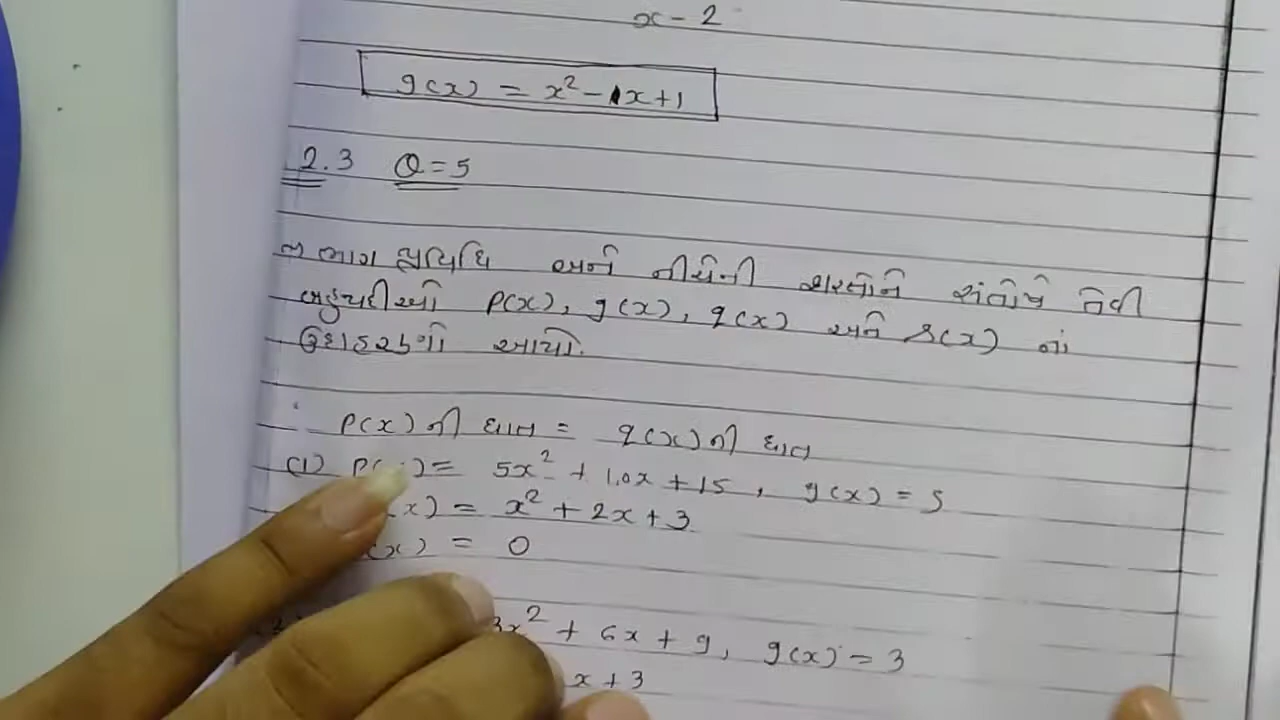 x - 2
g(x) = x² - x + 1
2.3 Q = 5
ભાગ પ્રવિધિ અને નીચેની શરતોને સંતોષે તેવી
બહુપદીઓ P(x), g(x), q(x) અને r(x) નાં
ઉદાહરણો આપો.
P(x) ની ઘાત = q(x) ની ઘાત
(1) P( ) = 5x² + 10x + 15, g(x) = 5
(x) = x² + 2x + 3
(x) = 0
3x² + 6x + 9, g(x) = 3
x + 3